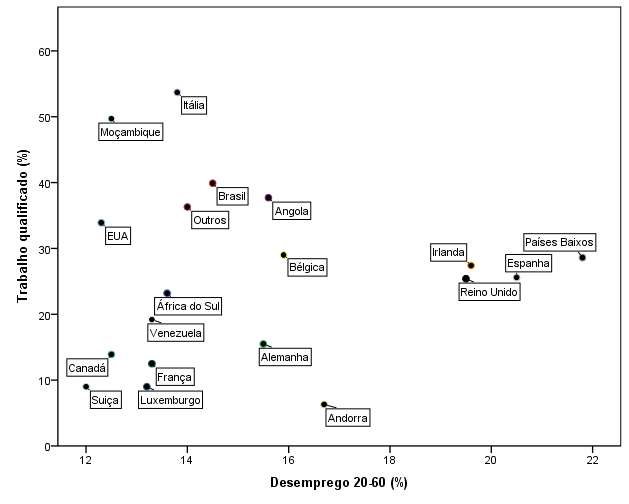 Trabalho qualificado (%)
60
50
40
30
20
10
0
Itália
Moçambique
Brasil
Outros
Angola
EUA
Bélgica
Países Baixos
Irlanda
Espanha
Reino Unido
África do Sul
Venezuela
Alemanha
Canadá
França
Suiça
Luxemburgo
Andorra
12 14 16 18 20 22
Desemprego 20-60 (%)